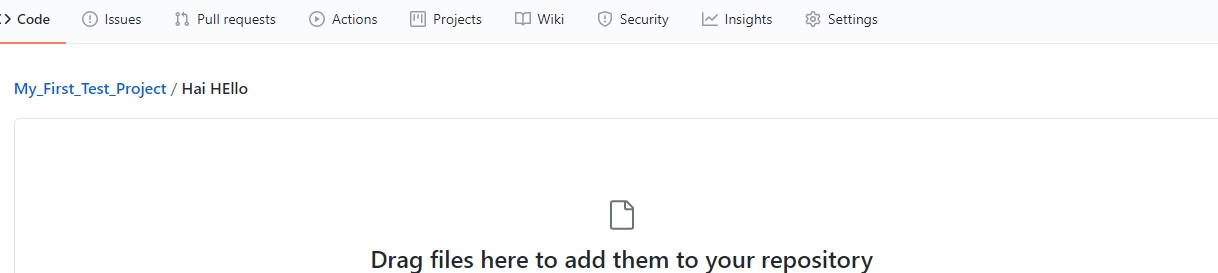 Code Issues Pull requests Actions Projects Wiki Security Insights Settings
My_First_Test_Project / Hai HEllo
Drag files here to add them to your repository